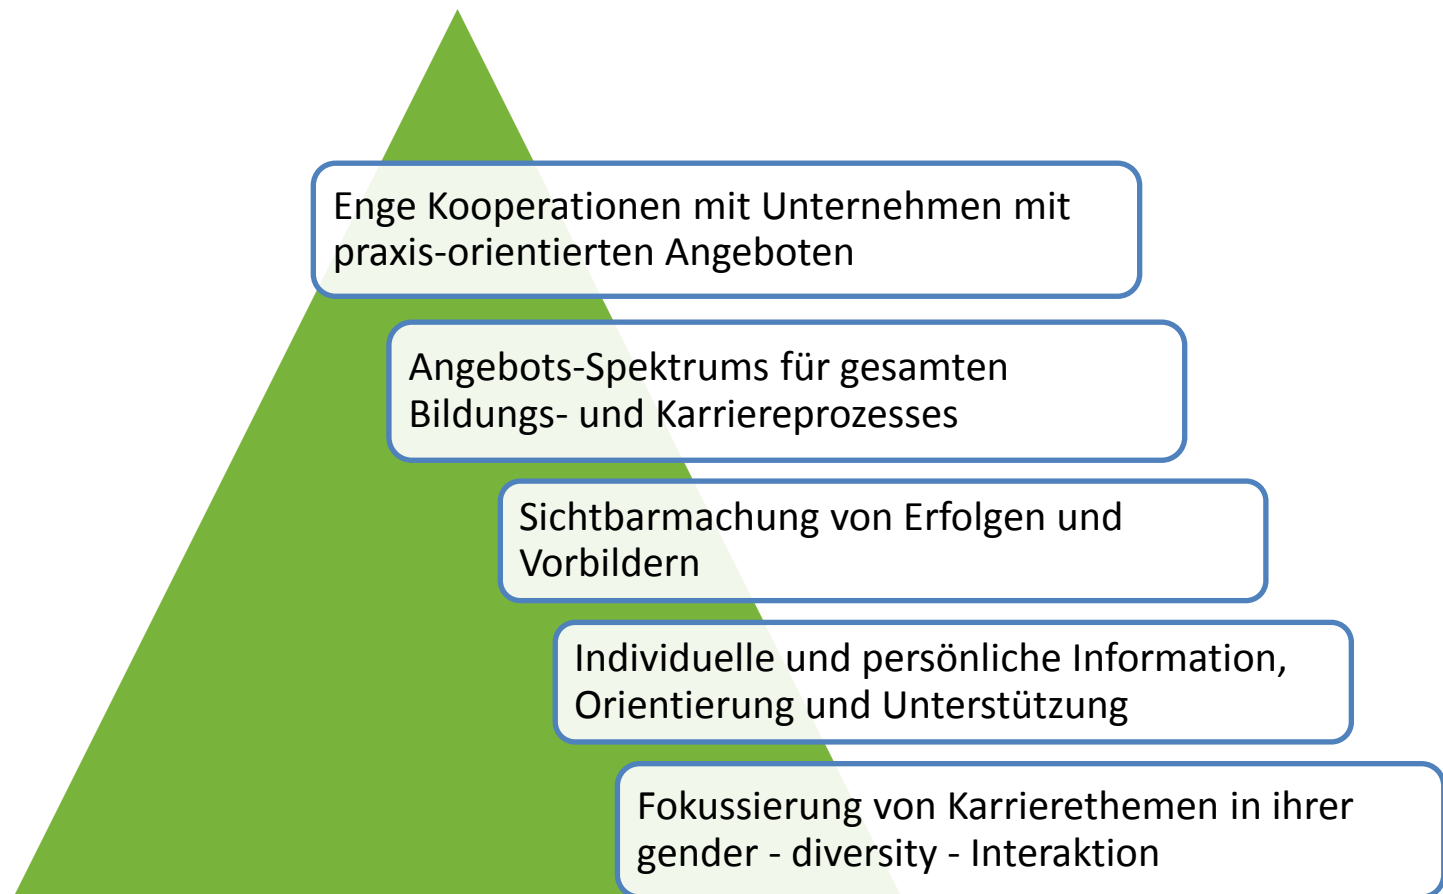 Enge Kooperationen mit Unternehmen mit
praxis-orientierten Angeboten
Angebots-Spektrums für gesamten
Bildungs- und Karriereprozesses
Sichtbarmachung von Erfolgen und
Vorbildern
Individuelle und persönliche Information,
Orientierung und Unterstützung
Fokussierung von Karrierethemen in ihrer
gender - diversity - Interaktion